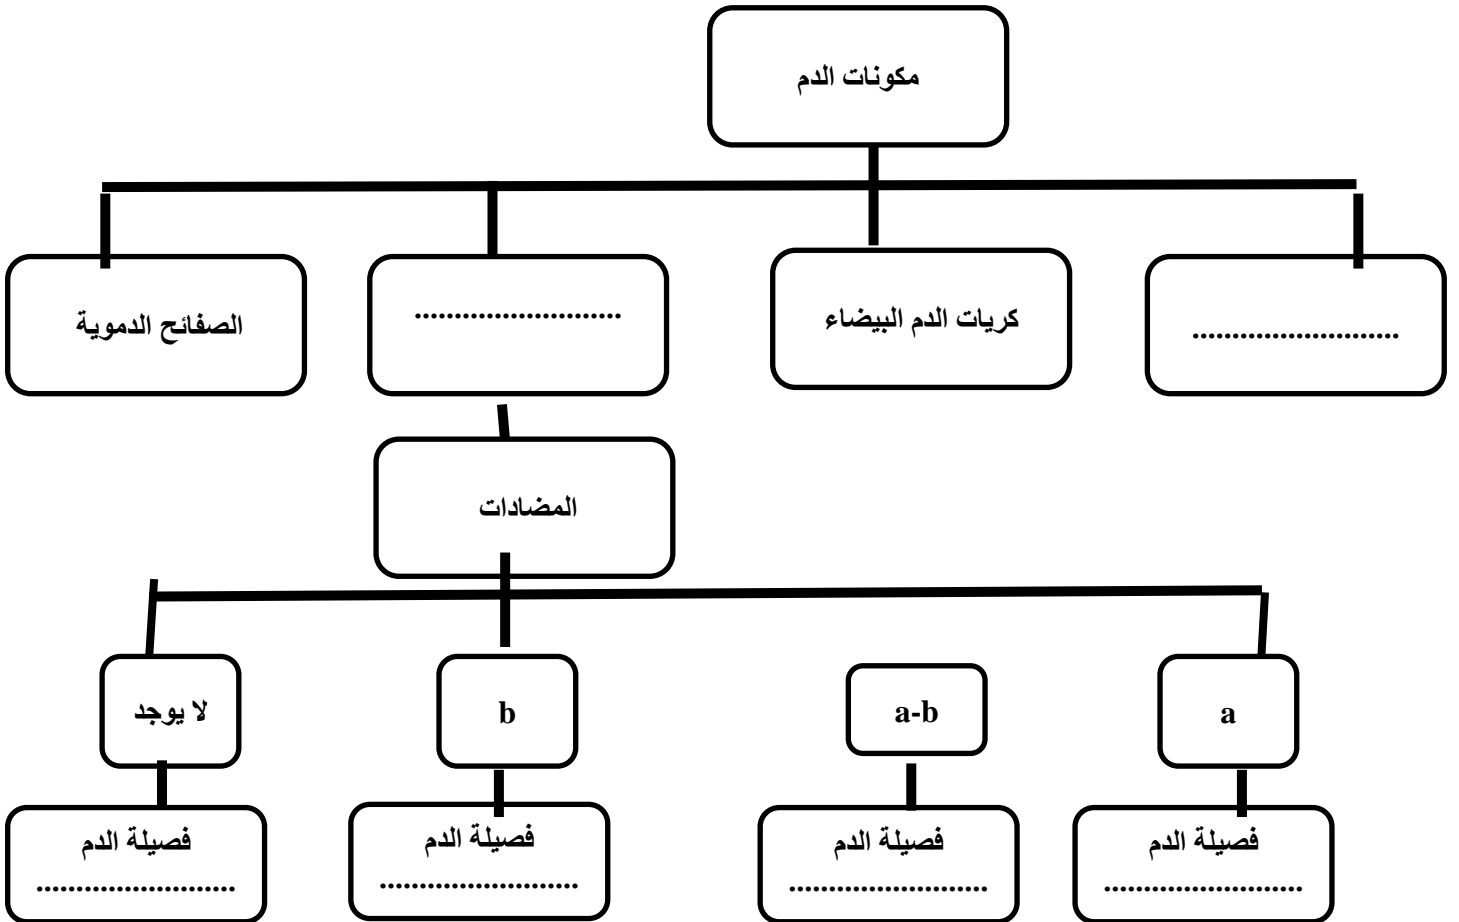 مكونات الدم
.........................
كريات الدم البيضاء
.........................
الصفائح الدموية
المضادات
a
a-b
b
لا يوجد
فصيلة الدم
.........................
فصيلة الدم
.........................
فصيلة الدم
.........................
فصيلة الدم
.........................